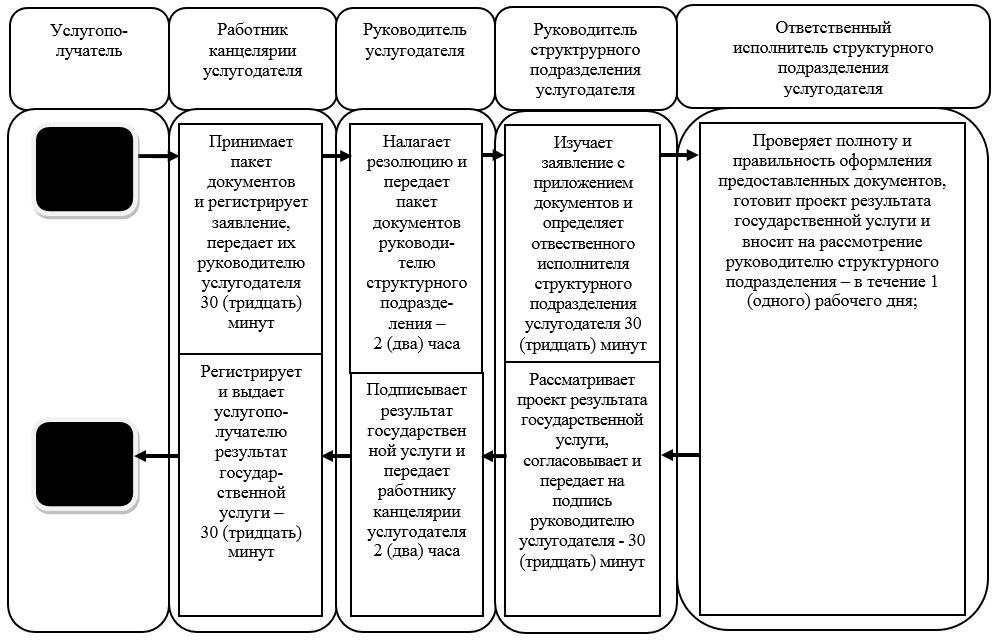 Услугопо-
лучатель
Работник
канцелярии
услугодателя
Руководитель
услугодателя
Руководитель
структрурного
подразделения
услугодателя
Ответственный
исполнитель структурного
подразделения
услугодателя
Принимает
пакет
документов
и регистрирует
заявление,
передает их
руководителю
услугодателя
30 (тридцать)
минут
Налагает
резолюцию и
передает
пакет
документов
руководи-
телю
структурного
подразде-
ления –
2 (два) часа
Изучает
заявление с
приложением
документов и
определяет
отвественного
исполнителя
структурного
подразделения
услугодателя 30
(тридцать) минут
Проверяет полноту и
правильность оформления
предоставленных документов,
готовит проект результата
государственной услуги и
вносит на рассмотрение
руководителю структурного
подразделения – в течение 1
(одного) рабочего дня;
Регистрирует
и выдает
услугопо-
лучателю
результат
государ-
ственной
услуги –
30 (тридцать)
минут
Подписывает
результат
государствен
ной услуги и
передает
работнику
канцелярии
услугодателя
2 (два) часа
Рассматривает
проект результата
государственной
услуги,
согласовывает и
передает на
подпись
руководителю
услугодателя - 30
(тридцать) минут